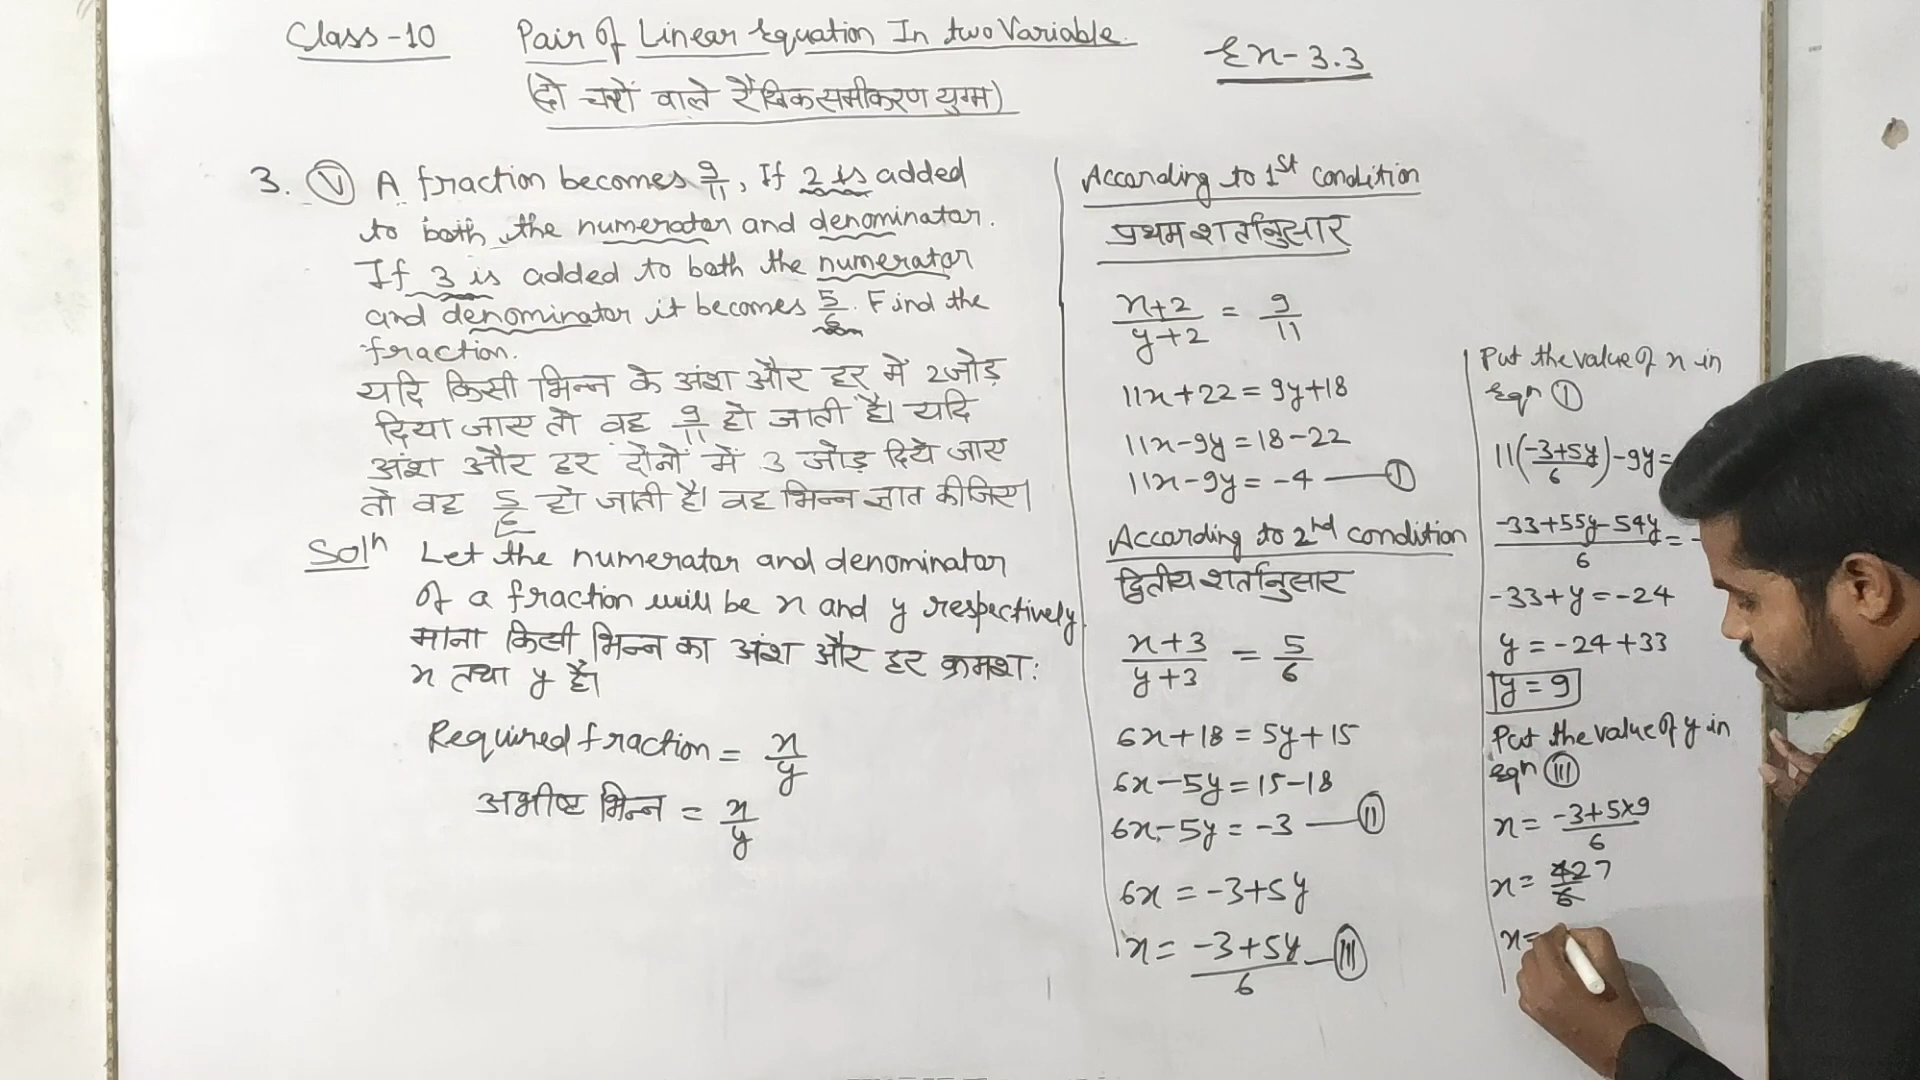 Class-10 Pair Of Linear Equation In two Variable. Ex-3.3
(दो चरों वाले रैखिक समीकरण युग्म)
3. (V) A fraction becomes 9/11, If 2 is added
to both the numerator and denominator.
If 3 is added to both the numerator
and denominator it becomes 5/6. Find the
fraction.
यदि किसी भिन्न के अंश और हर में 2 जोड़
दिया जाए तो वह 9/11 हो जाती है। यदि
अंश और हर दोनों में 3 जोड़ दिये जाए
तो वह 5/6 हो जाती है। वह भिन्न ज्ञात कीजिए।
Solⁿ Let the numerator and denominator
of a fraction will be x and y respectively
माना किसी भिन्न का अंश और हर क्रमश:
x तथा y है।
Required fraction = x/y
अभीष्ट भिन्न = x/y
According to 1st condition
प्रथम शर्तानुसार
x+2/y+2 = 9/11
11x+22 = 9y+18
11x-9y = 18-22
11x-9y = -4 — (I)
According to 2nd condition
द्वितीय शर्तानुसार
x+3/y+3 = 5/6
6x+18 = 5y+15
6x-5y = 15-18
6x-5y = -3 — (II)
6x = -3+5y
x = -3+5y/6 — (III)
Put the value of x in
Eqn (I)
11(-3+5y/6)-9y=
-33+55y-54y/6 = -
-33+y = -24
y = -24+33
y = 9
Put the value of y in
Eqn (III)
x = -3+5x9/6
x = 42/6 7
x=